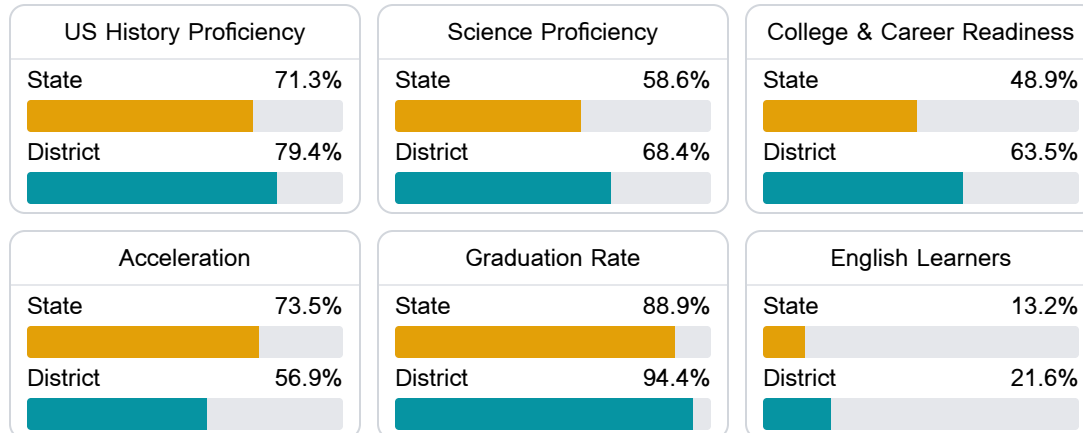 US History Proficiency
State 71.3%
District 79.4%
Science Proficiency
State 58.6%
District 68.4%
College & Career Readiness
State 48.9%
District 63.5%
Acceleration
State 73.5%
District 56.9%
Graduation Rate
State 88.9%
District 94.4%
English Learners
State 13.2%
District 21.6%